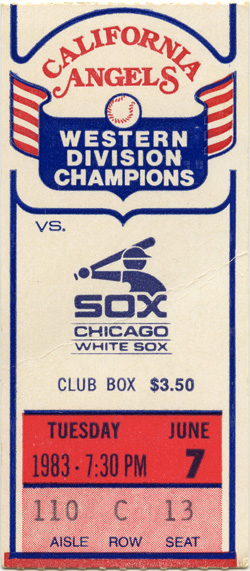 CALIFORNIA
ANGELS
WESTERN
DIVISION
CHAMPIONS
VS.
SOX
CHICAGO
WHITE SOX
CLUB BOX $3.50
TUESDAY JUNE
1983 - 7:30 PM 7
110 C 13
AISLE ROW SEAT